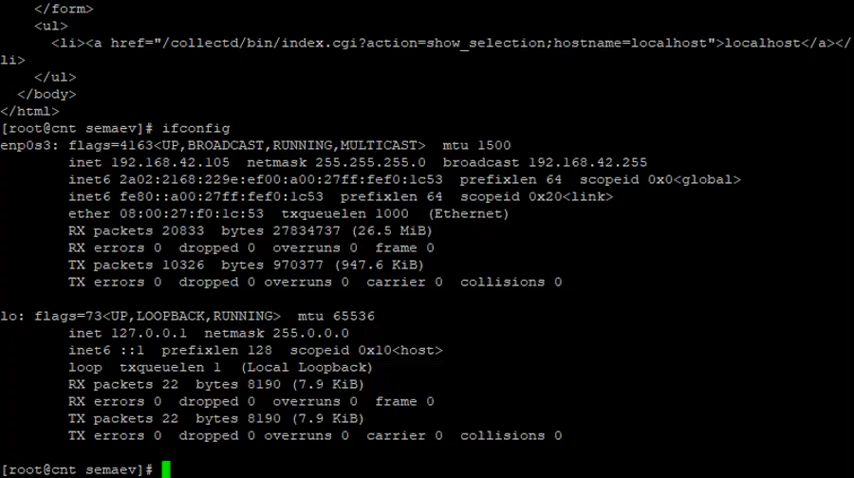 </form>
<ul>
<li><a href="/collectd/bin/index.cgi?action=show_selection;hostname=localhost">localhost</a></
li>
</ul>
</body>
</html>
[root@cnt semaev]# ifconfig
enp0s3: flags=4163<UP,BROADCAST,RUNNING,MULTICAST>  mtu 1500
inet 192.168.42.105  netmask 255.255.255.0  broadcast 192.168.42.255
inet6 2a02:2168:229e:ef00:a00:27ff:fef0:1c53  prefixlen 64  scopeid 0x0<global>
inet6 fe80::a00:27ff:fef0:1c53  prefixlen 64  scopeid 0x20<link>
ether 08:00:27:f0:1c:53  txqueuelen 1000  (Ethernet)
RX packets 20833  bytes 27834737 (26.5 MiB)
RX errors 0  dropped 0  overruns 0  frame 0
TX packets 10326  bytes 970377 (947.6 KiB)
TX errors 0  dropped 0 overruns 0  carrier 0  collisions 0
lo: flags=73<UP,LOOPBACK,RUNNING>  mtu 65536
inet 127.0.0.1  netmask 255.0.0.0
inet6 ::1  prefixlen 128  scopeid 0x10<host>
loop  txqueuelen 1  (Local Loopback)
RX packets 22  bytes 8190 (7.9 KiB)
RX errors 0  dropped 0  overruns 0  frame 0
TX packets 22  bytes 8190 (7.9 KiB)
TX errors 0  dropped 0 overruns 0  carrier 0  collisions 0
[root@cnt semaev]#